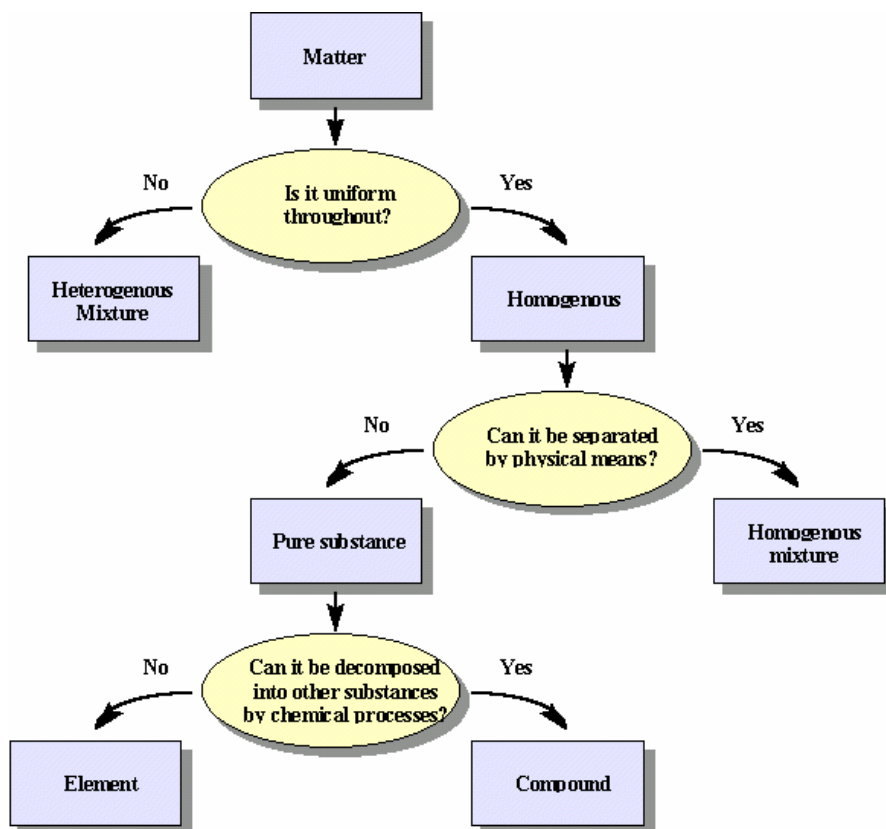 Matter
No
Is it uniform
throughout?
Yes
Heterogenous
Mixture
Homogenous
No
Can it be separated
by physical means?
Yes
Pure substance
Homogenous
mixture
No
Can it be decomposed
into other substances
by chemical processes?
Yes
Element
Compound